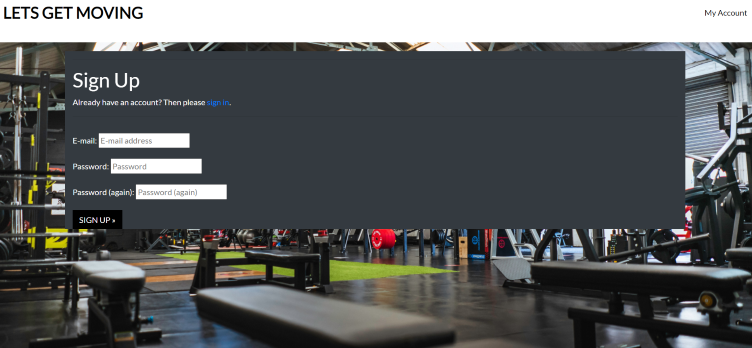 LETS GET MOVING
My Account
Sign Up
Already have an account? Then please sign in.
E-mail: E-mail address
Password: Password
Password (again): Password (again)
SIGN UP »